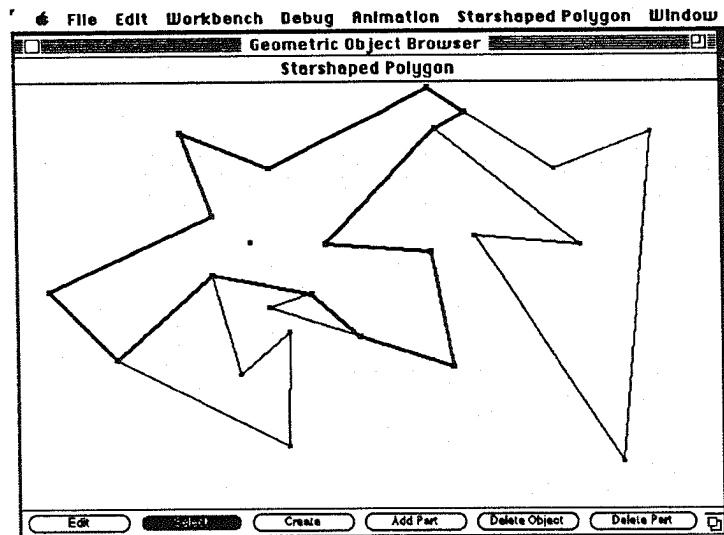 File Edit Workbench Debug Animation Starshaped Polygon Window
Geometric Object Browser
Starshaped Polygon
Edit Select Create Add Part Delete Object Delete Part